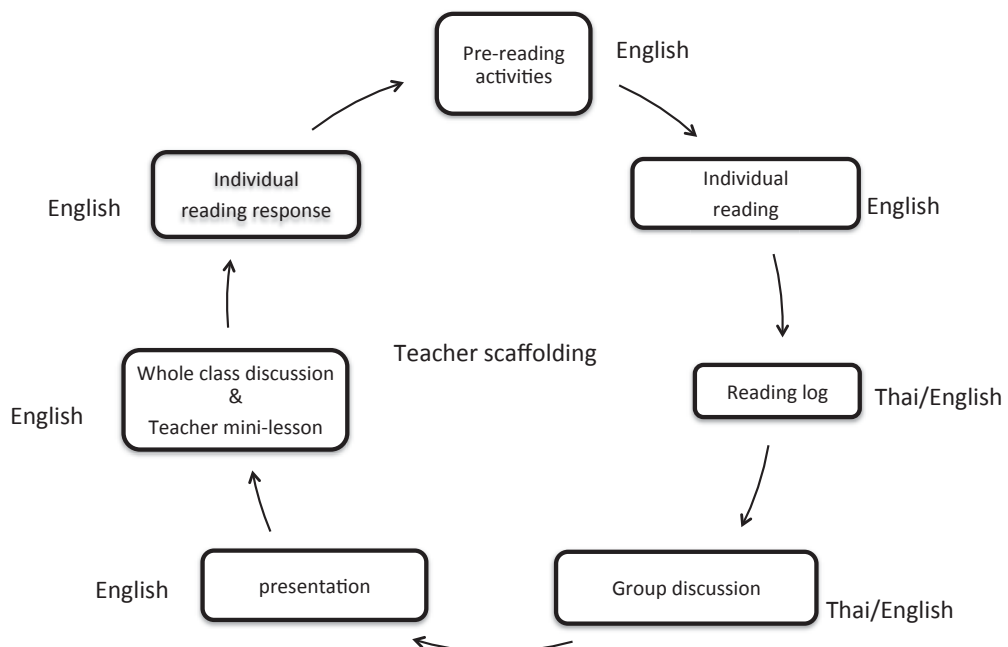 Pre-reading
activities
English
Individual
reading
English
Reading log
Thai/English
Group discussion
Thai/English
presentation
English
Whole class discussion
&
Teacher mini-lesson
English
Individual
reading response
English
Teacher scaffolding